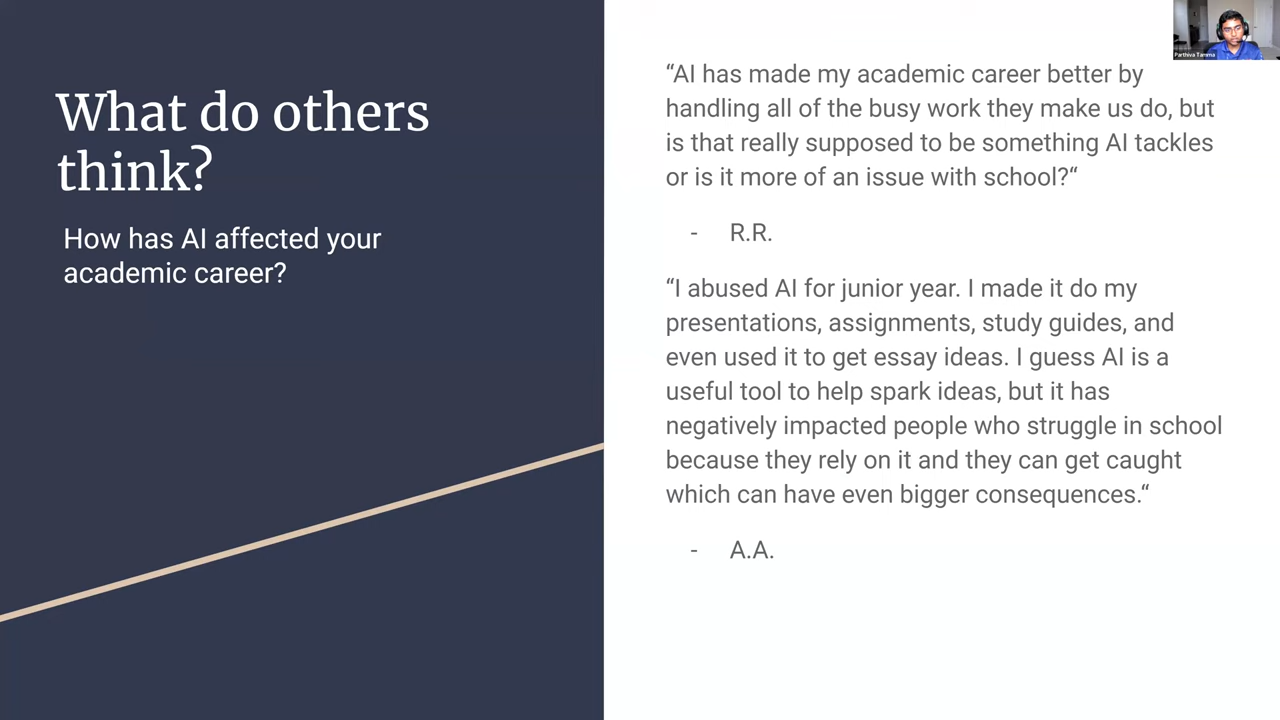 What do others
think?
How has AI affected your
academic career?
“AI has made my academic career better by
handling all of the busy work they make us do, but
is that really supposed to be something AI tackles
or is it more of an issue with school?“
- R.R.
“I abused AI for junior year. I made it do my
presentations, assignments, study guides, and
even used it to get essay ideas. I guess AI is a
useful tool to help spark ideas, but it has
negatively impacted people who struggle in school
because they rely on it and they can get caught
which can have even bigger consequences.“
- A.A.
Parthiva Tamma